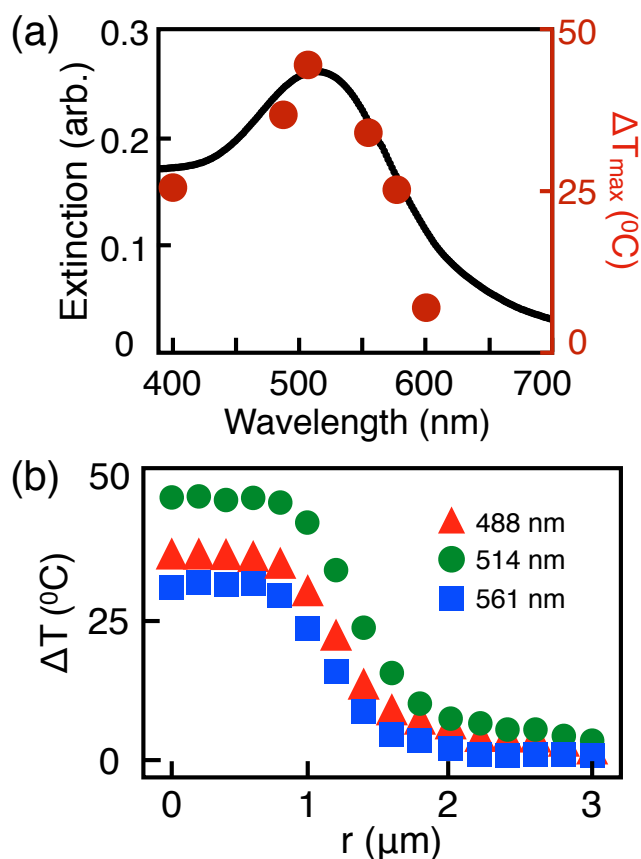 (a)
Extinction (arb.)
0.3
0.2
0.1
0
400
500
600
700
Wavelength (nm)
50
25
0
ΔTmax (⁰C)
(b)
ΔT (⁰C)
50
25
0
488 nm
514 nm
561 nm
0
1
2
3
r (μm)